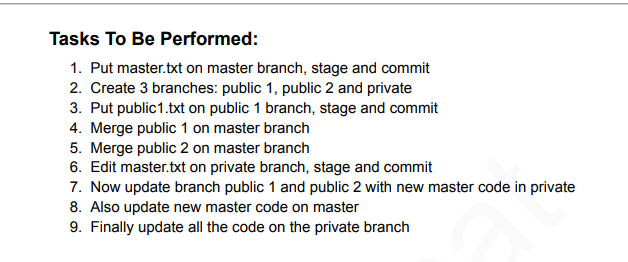 Tasks To Be Performed:
1. Put master.txt on master branch, stage and commit
2. Create 3 branches: public 1, public 2 and private
3. Put public1.txt on public 1 branch, stage and commit
4. Merge public 1 on master branch
5. Merge public 2 on master branch
6. Edit master.txt on private branch, stage and commit
7. Now update branch public 1 and public 2 with new master code in private
8. Also update new master code on master
9. Finally update all the code on the private branch